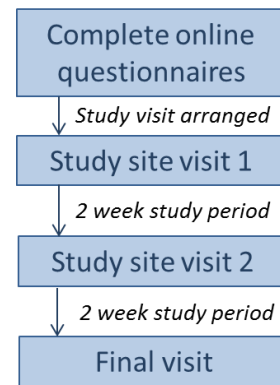 Complete online
questionnaires
Study visit arranged
Study site visit 1
2 week study period
Study site visit 2
2 week study period
Final visit